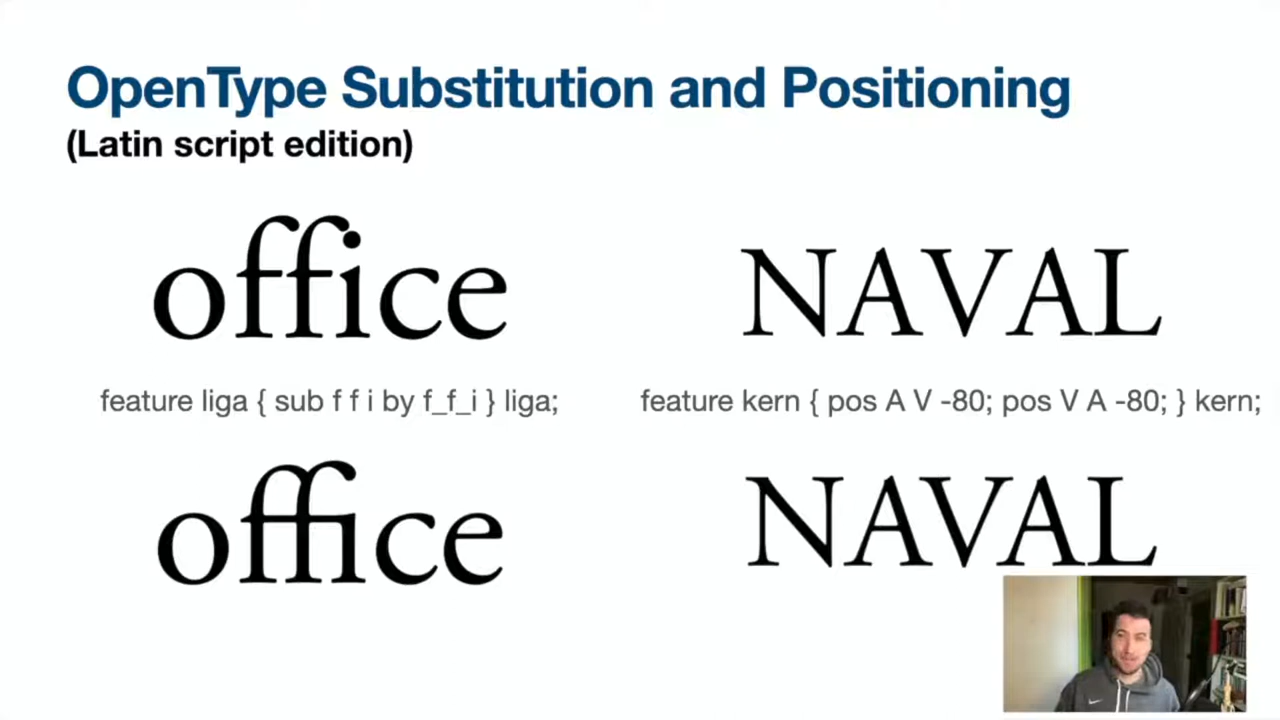 OpenType Substitution and Positioning
(Latin script edition)
office
NAVAL
feature liga { sub f f i by f_f_i } liga;
feature kern { pos A V -80; pos V A -80; } kern;
office
NAVAL